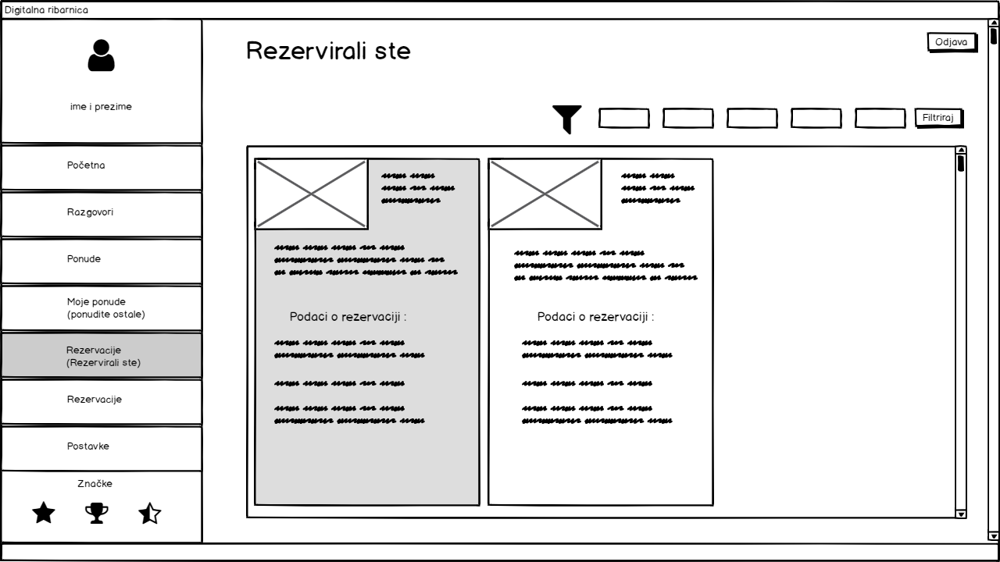 Digitalna ribarnica
ime i prezime
Početna
Razgovori
Ponude
Moje ponude
(ponudite ostale)
Rezervacije
(Rezervirali ste)
Rezervacije
Postavke
Značke
Rezervirali ste
Odjava
Filtriraj
Podaci o rezervaciji :
Podaci o rezervaciji :